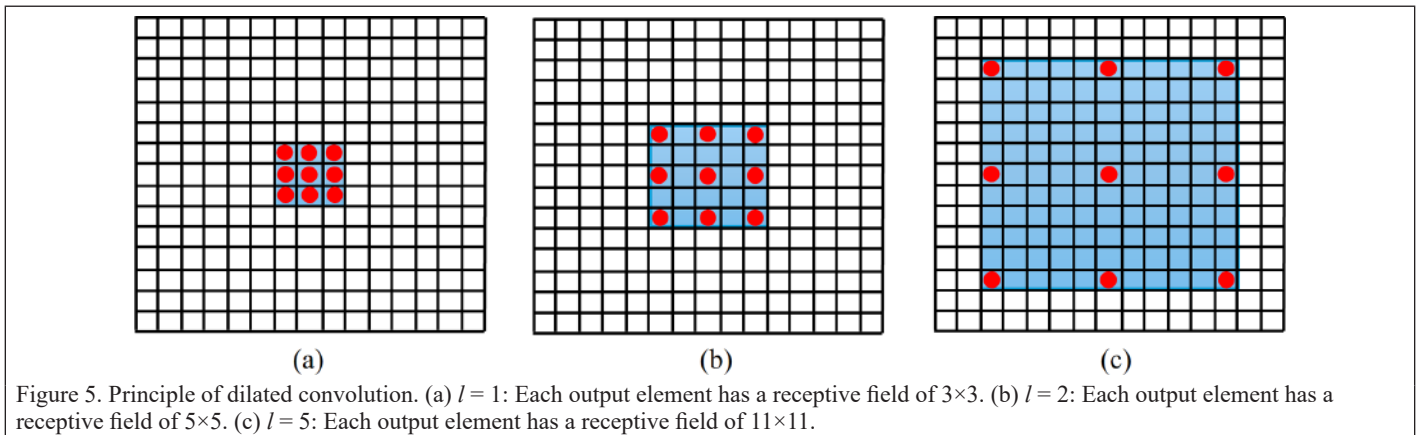 (a) (b) (c)
Figure 5. Principle of dilated convolution. (a) l = 1: Each output element has a receptive field of 3×3. (b) l = 2: Each output element has a
receptive field of 5×5. (c) l = 5: Each output element has a receptive field of 11×11.